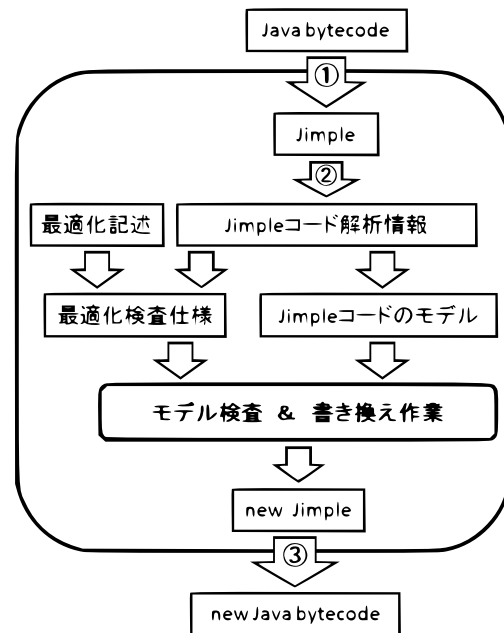 Java bytecode
①
Jimple
②
最適化記述
Jimpleコード解析情報
最適化検査仕様
Jimpleコードのモデル
モデル検査 & 書き換え作業
new Jimple
③
new Java bytecode